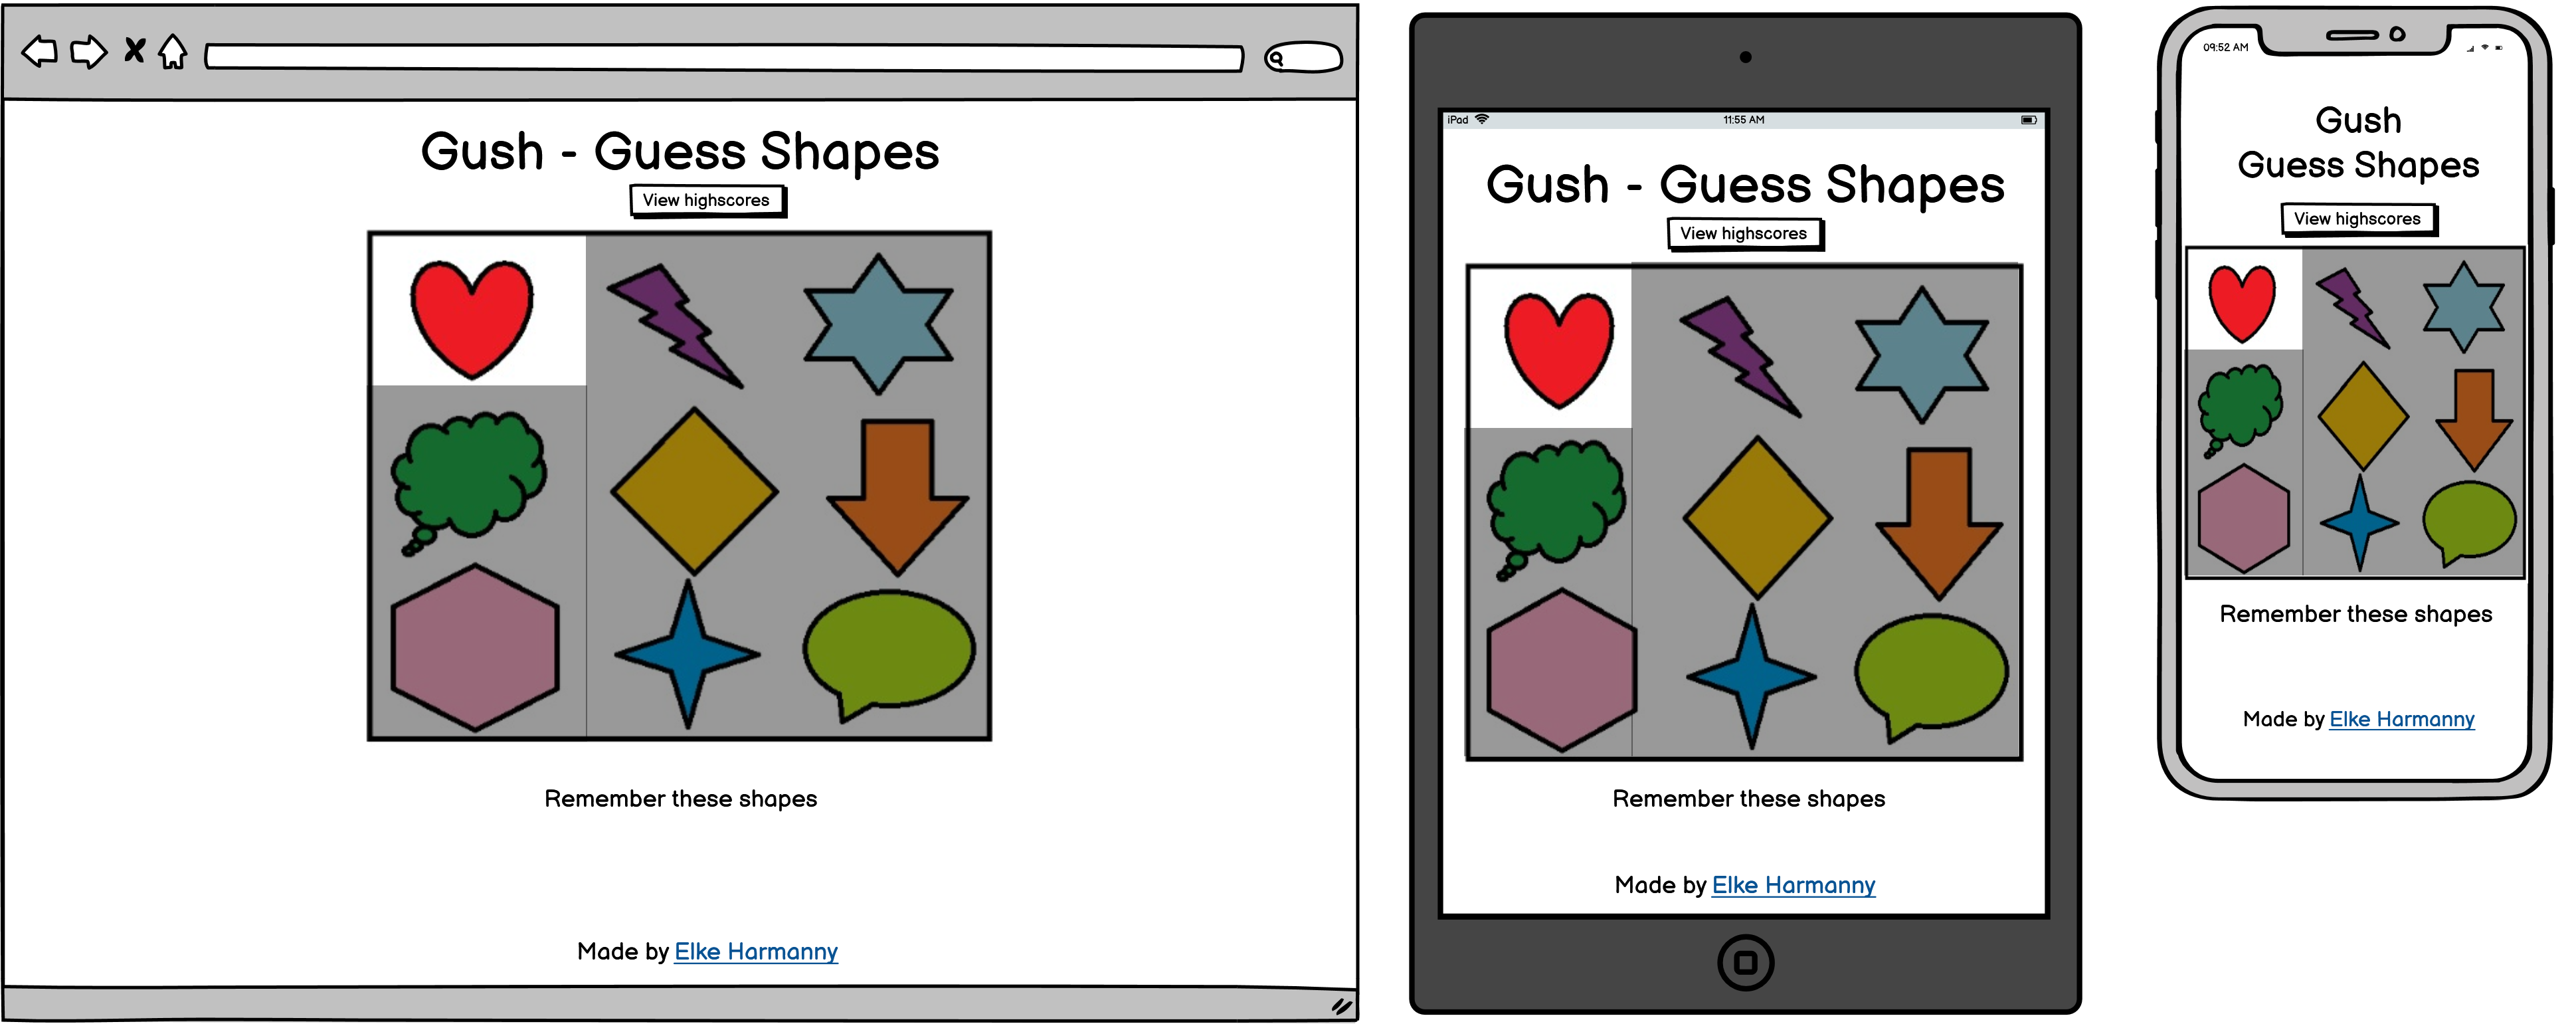 Gush - Guess Shapes
View highscores
Remember these shapes
Made by Elke Harmanny
iPad
11:55 AM
Gush - Guess Shapes
View highscores
Remember these shapes
Made by Elke Harmanny
09:52 AM
Gush
Guess Shapes
View highscores
Remember these shapes
Made by Elke Harmanny